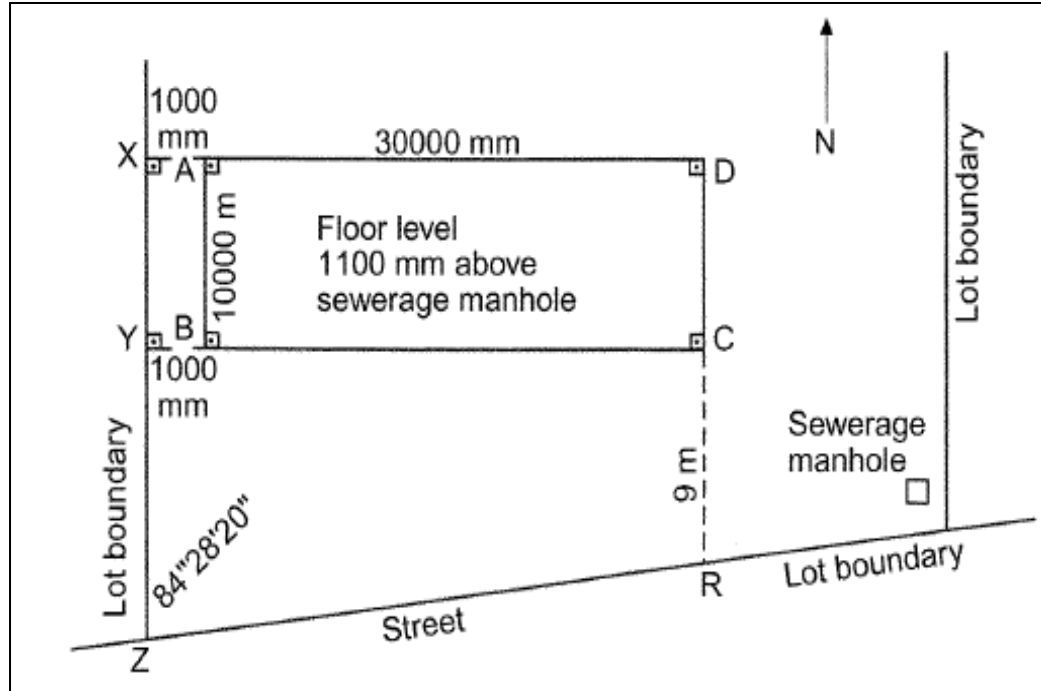 1000
mm
30000 mm
X
A
D
N
10000 m
Floor level
1100 mm above
sewerage manhole
Lot boundary
Y
B
C
1000
mm
Lot boundary
84"28'20"
9 m
Sewerage
manhole
R
Lot boundary
Street
Z